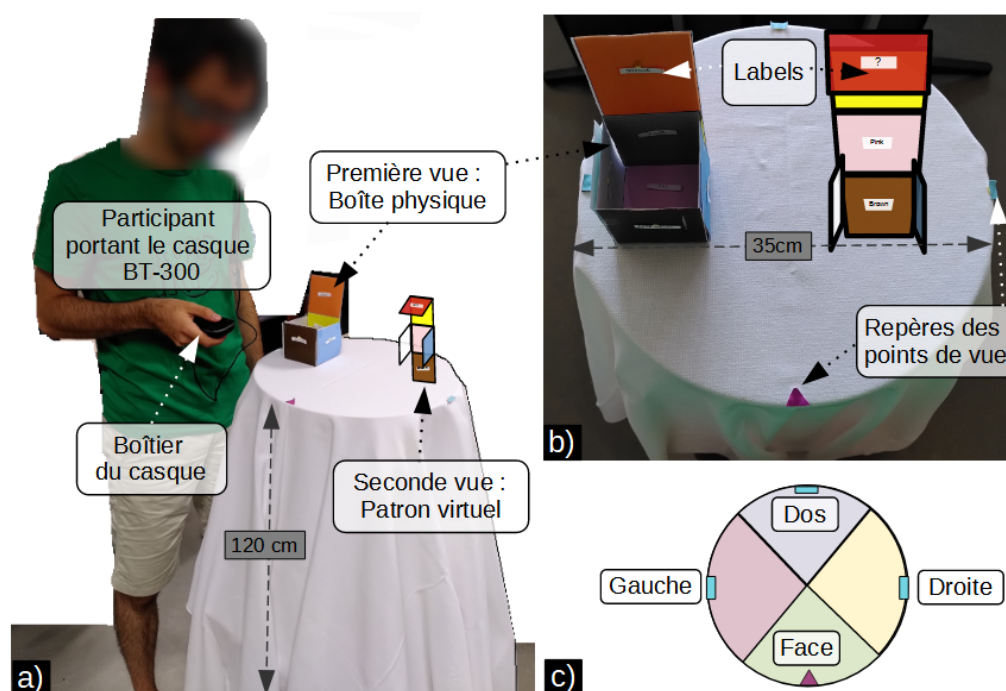 Participant
portant le casque
BT-300
Première vue :
Boîte physique
Boîtier
du casque
Seconde vue :
Patron virtuel
120 cm
a)
Labels
?
Pink
Brown
35cm
Repères des
points de vue
b)
Dos
Gauche
Droite
Face
c)